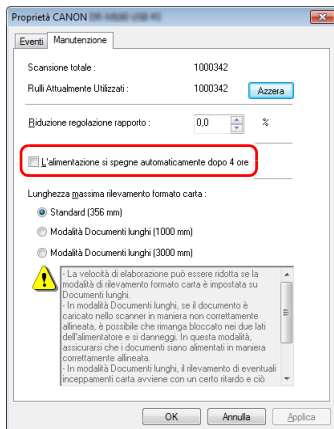 Proprietà CANON
Eventi
Manutenzione
Scansione totale : 1000342
Rulli Attualmente Utilizzati : 1000342 Azzera
Riduzione regolazione rapporto : 0,0 %
L'alimentazione si spegne automaticamente dopo 4 ore
Lunghezza massima rilevamento formato carta :
Standard (356 mm)
Modalità Documenti lunghi (1000 mm)
Modalità Documenti lunghi (3000 mm)
- La velocità di elaborazione può essere ridotta se la
modalità di rilevamento formato carta è impostata su
Documenti lunghi.
- In modalità Documenti lunghi, se il documento è
caricato nello scanner in maniera non correttamente
allineata, è possibile che rimanga bloccato nei due lati
dell'alimentatore e si danneggi. In questa modalità,
assicurarsi che i documenti siano alimentati in maniera
correttamente allineata.
- In modalità Documenti lunghi, il rilevamento di eventuali
inceppamenti carta avviene con un certo ritardo e ciò
OK Annulla Applica